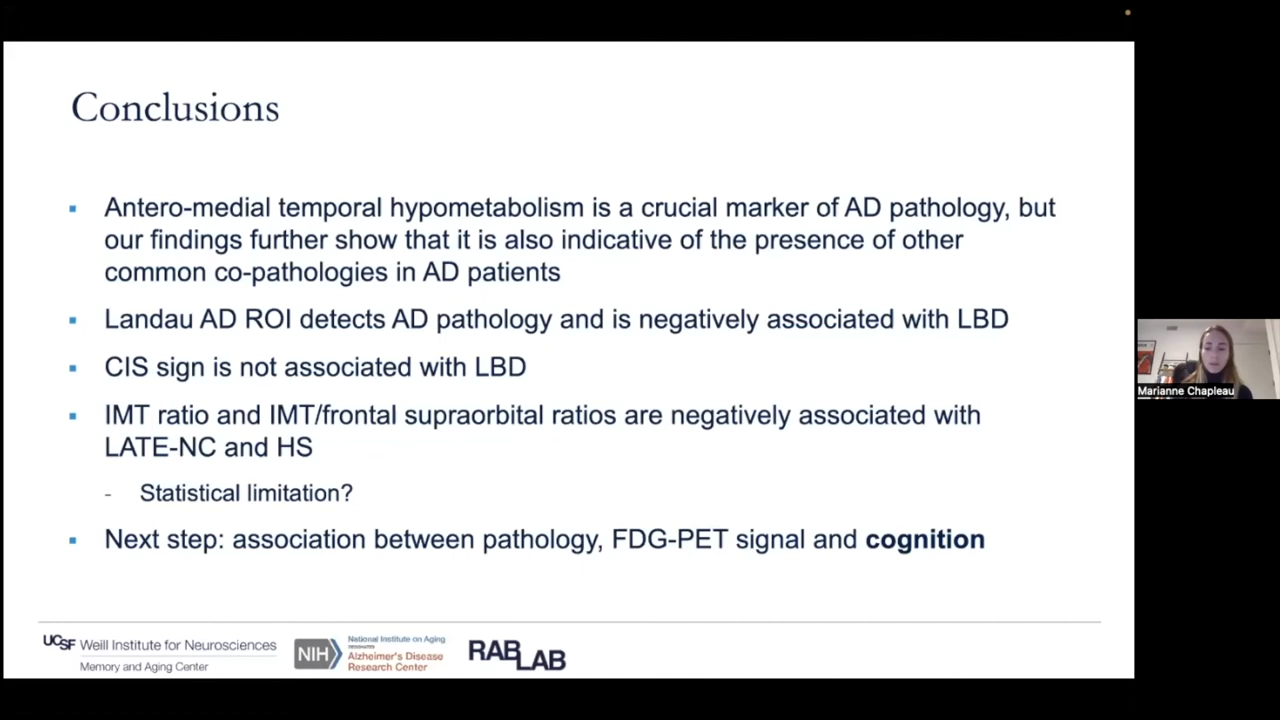 Conclusions
Antero-medial temporal hypometabolism is a crucial marker of AD pathology, but
our findings further show that it is also indicative of the presence of other
common co-pathologies in AD patients
Landau AD ROI detects AD pathology and is negatively associated with LBD
CIS sign is not associated with LBD
IMT ratio and IMT/frontal supraorbital ratios are negatively associated with
LATE-NC and HS
- Statistical limitation?
Next step: association between pathology, FDG-PET signal and cognition
UCSF Weill Institute for Neurosciences
Memory and Aging Center
NIH
National Institute on Aging
Alzheimer's Disease
Research Center
RABLAB
Marianne Chapleau